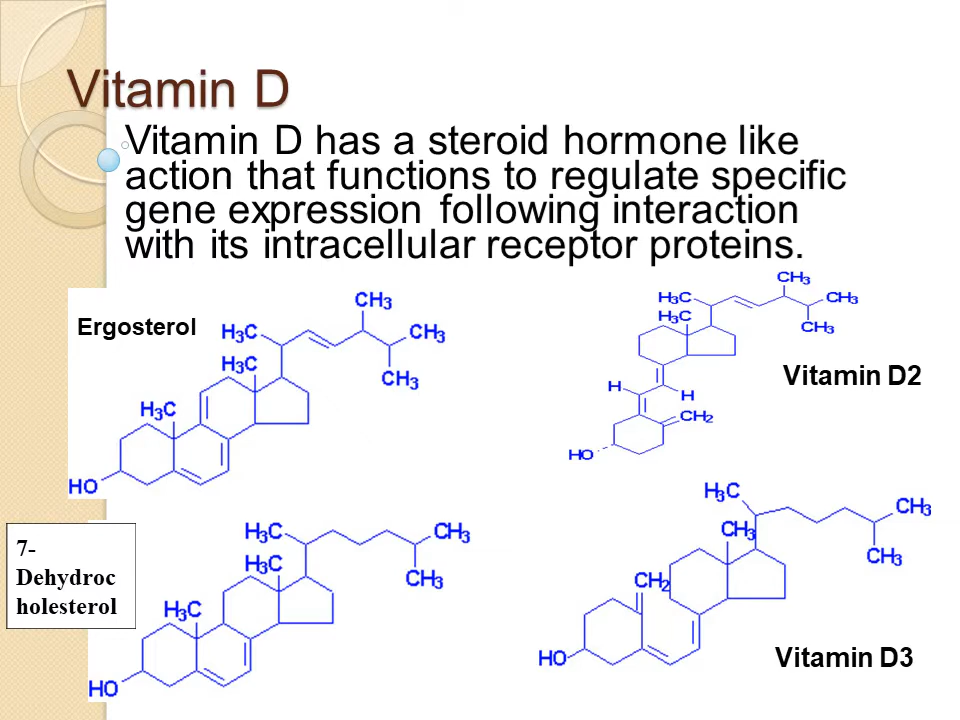 Vitamin D
Vitamin D has a steroid hormone like
action that functions to regulate specific
gene expression following interaction
with its intracellular receptor proteins.
Ergosterol
CH3
H3C
CH3
H3C
CH3
H3C
HO
CH3
H3C
CH3
H3C
CH3
Vitamin D2
H
H
CH2
HO
7-
Dehydroc
holesterol
H3C
CH3
H3C
CH3
H3C
HO
H3C
CH3
CH3
CH3
CH2
HO
Vitamin D3